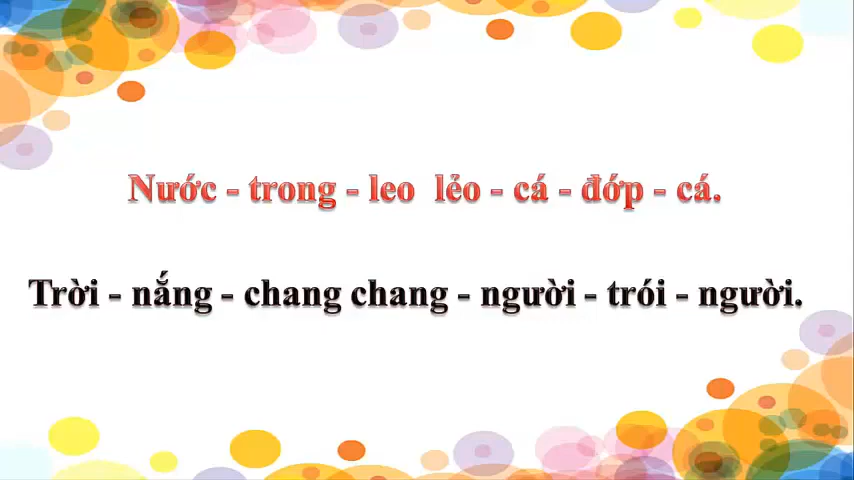 Nước - trong - leo lẻo - cá - đớp - cá.
Trời - nắng - chang chang - người - trói - người.